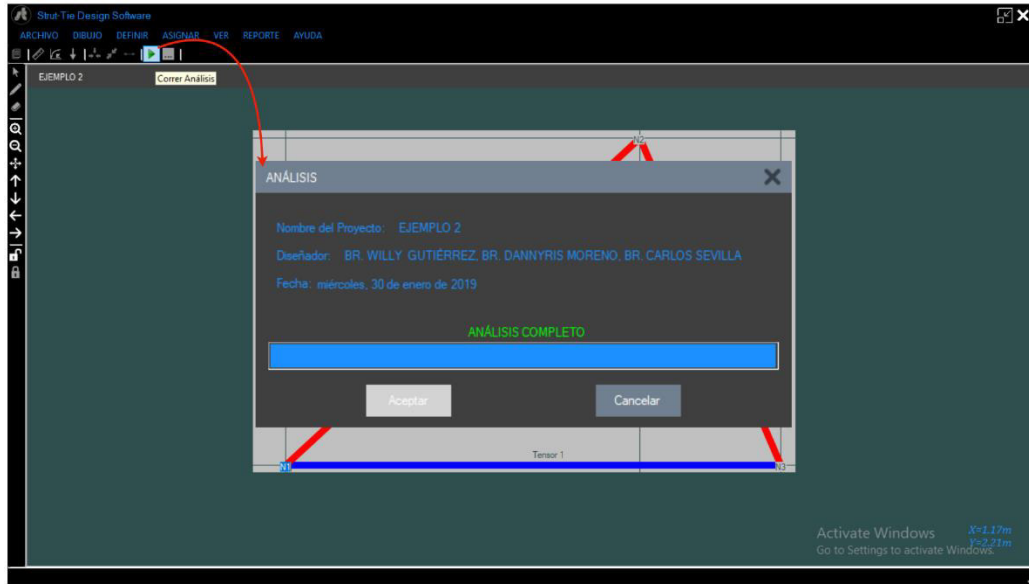 Strut-Tie Design Software
ARCHIVO DIBUJO DEFINIR ASIGNAR VER REPORTE AYUDA
EJEMPLO 2
Correr Análisis
N2
ANÁLISIS
Nombre del Proyecto: EJEMPLO 2
Diseñador: BR. WILLY GUTIÉRREZ, BR. DANNYRIS MORENO, BR. CARLOS SEVILLA
Fecha: miércoles, 30 de enero de 2019
ANÁLISIS COMPLETO
Aceptar Cancelar
Tensor 1
N1 N3
Activate Windows X=1.17m
Go to Settings to activate Windows. Y=2.21m